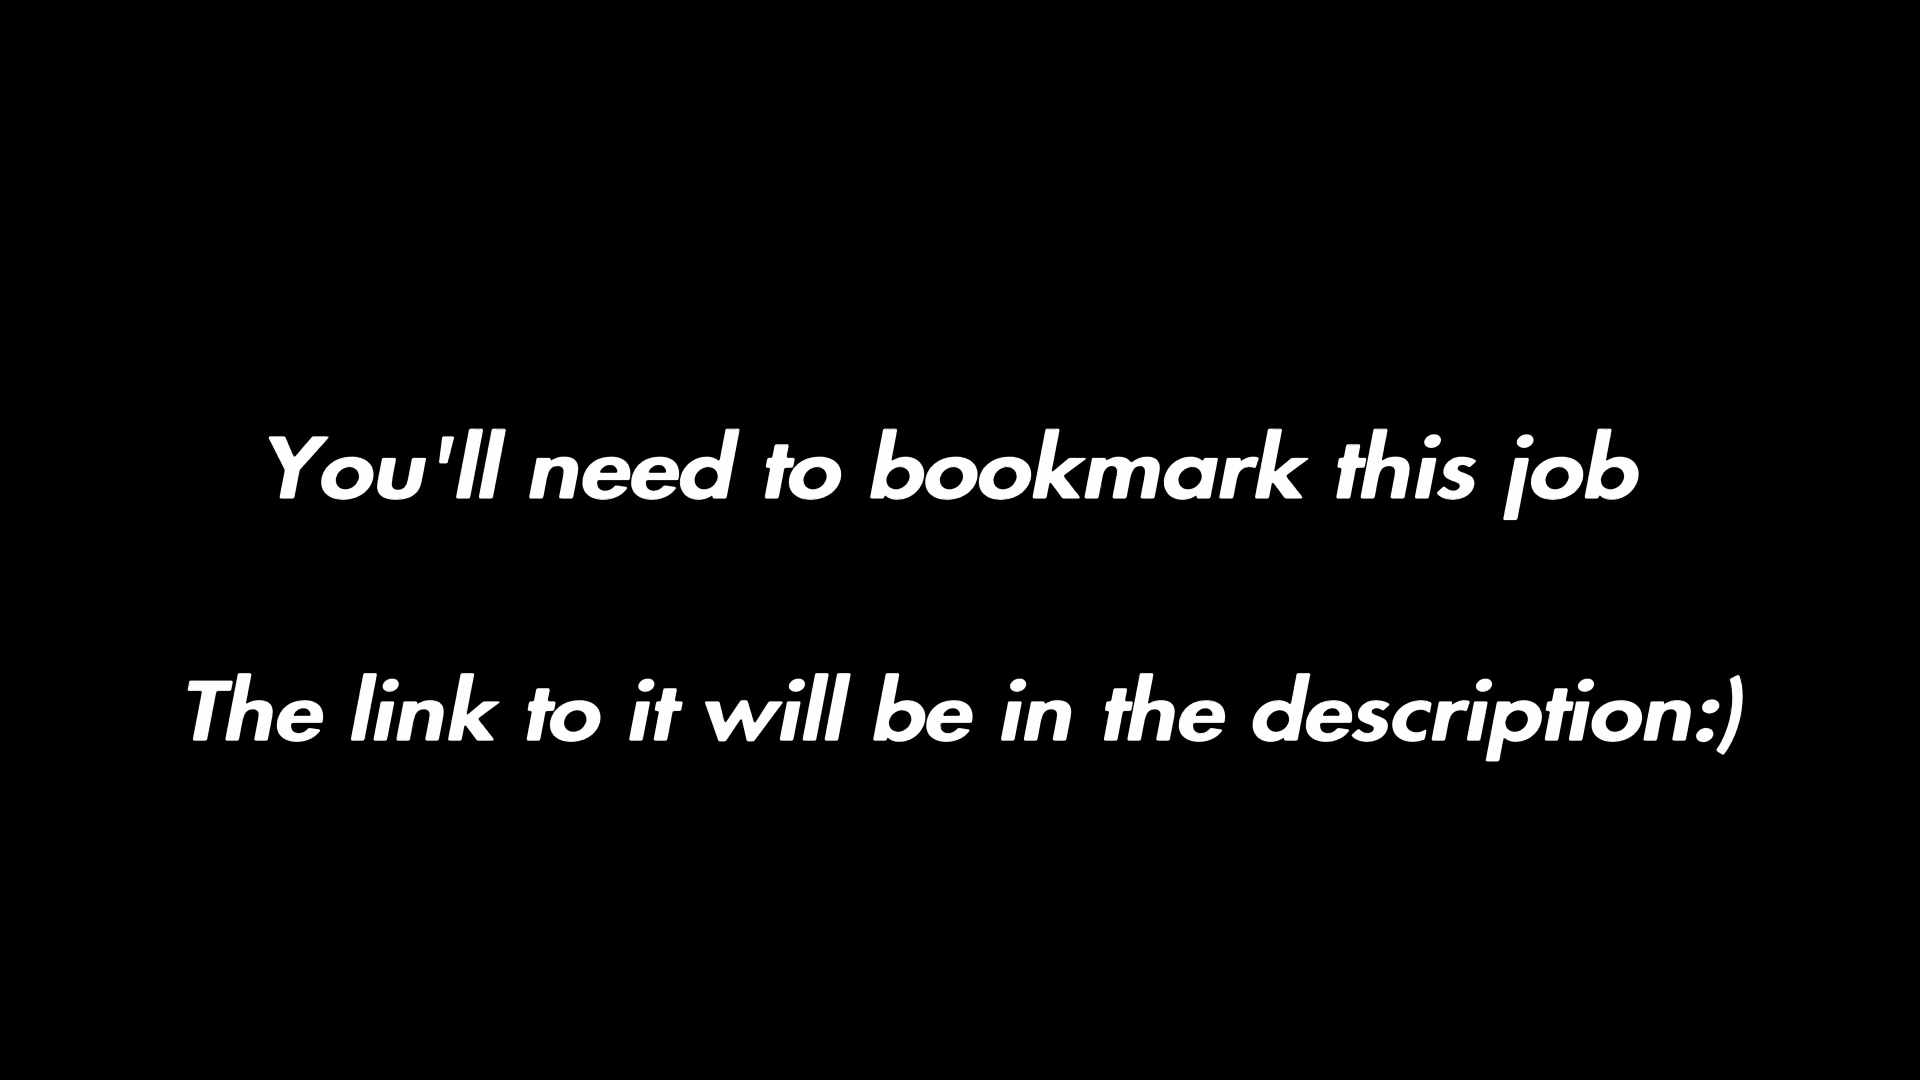 You'll need to bookmark this job
The link to it will be in the description:)